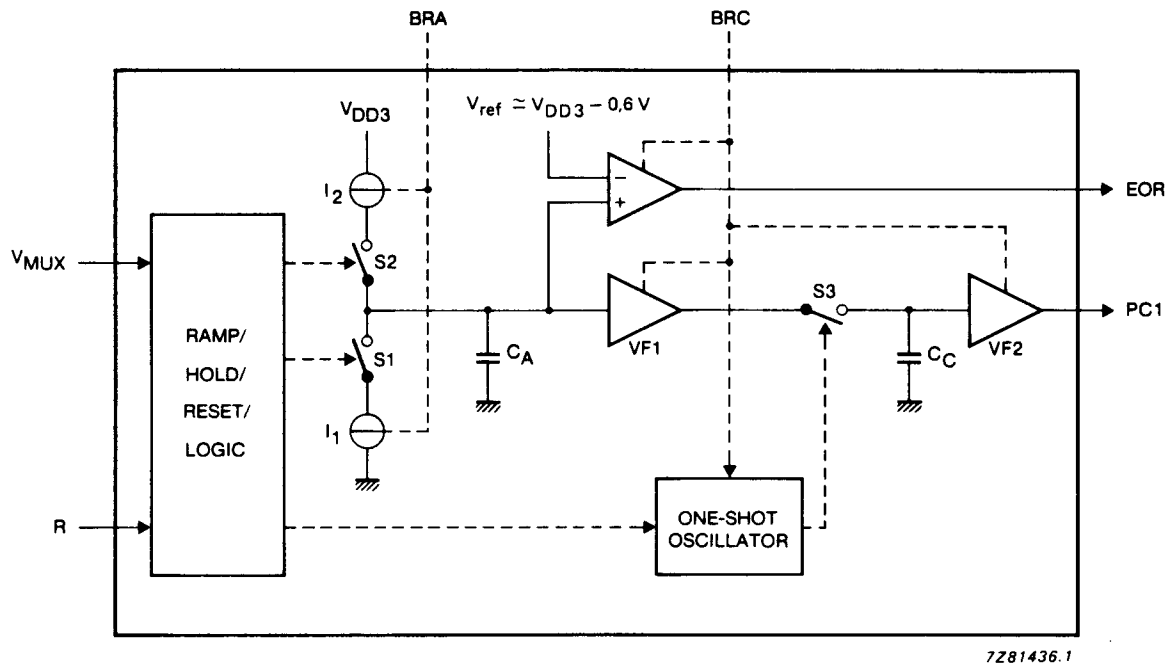 BRA
BRC
V_DD3
V_ref ≃ V_DD3 – 0,6 V
I_2
−
+
EOR
V_MUX
S2
S3
PC1
RAMP/
HOLD/
RESET/
LOGIC
S1
C_A
VF1
C_C
VF2
I_1
R
ONE-SHOT
OSCILLATOR
7Z81436.1